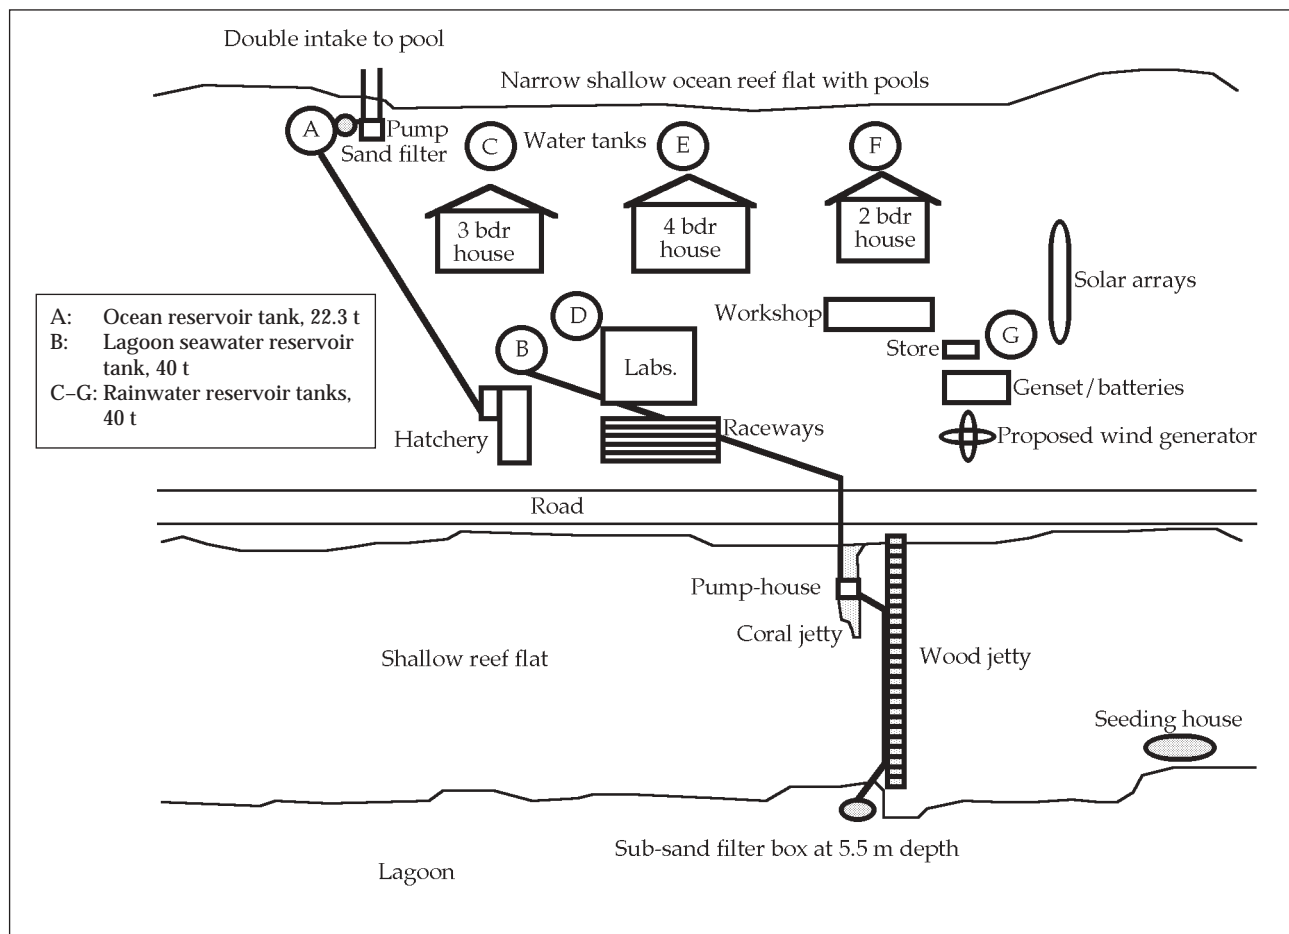 Double intake to pool
Narrow shallow ocean reef flat with pools
A
Pump
Sand filter
C
Water tanks
E
F
3 bdr
house
4 bdr
house
2 bdr
house
Solar arrays
A: Ocean reservoir tank, 22.3 t
B: Lagoon seawater reservoir
tank, 40 t
C–G: Rainwater reservoir tanks,
40 t
D
B
Labs.
Workshop
Store
G
Genset/batteries
Hatchery
Raceways
Proposed wind generator
Road
Pump-house
Coral jetty
Shallow reef flat
Wood jetty
Seeding house
Sub-sand filter box at 5.5 m depth
Lagoon